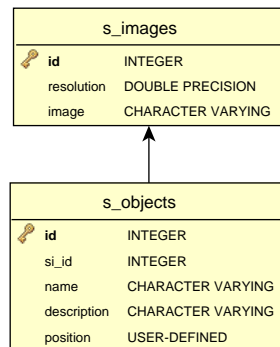 s_images
id INTEGER
resolution DOUBLE PRECISION
image CHARACTER VARYING
s_objects
id INTEGER
si_id INTEGER
name CHARACTER VARYING
description CHARACTER VARYING
position USER-DEFINED